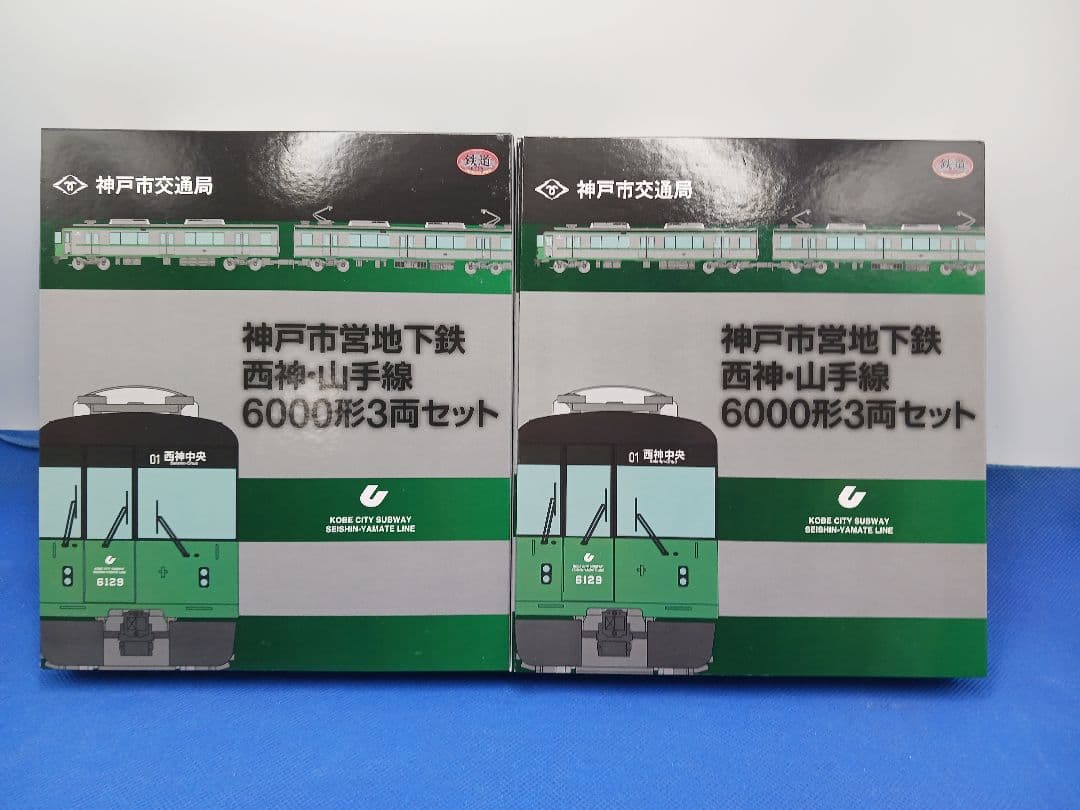 神戸市交通局
鉄道
神戸市営地下鉄
西神・山手線
6000形3両セット
01 西神中央
KOBE CITY SUBWAY
SEISHIN-YAMATE LINE
6129
神戸市交通局
鉄道
神戸市営地下鉄
西神・山手線
6000形3両セット
01 西神中央
KOBE CITY SUBWAY
SEISHIN-YAMATE LINE
6129